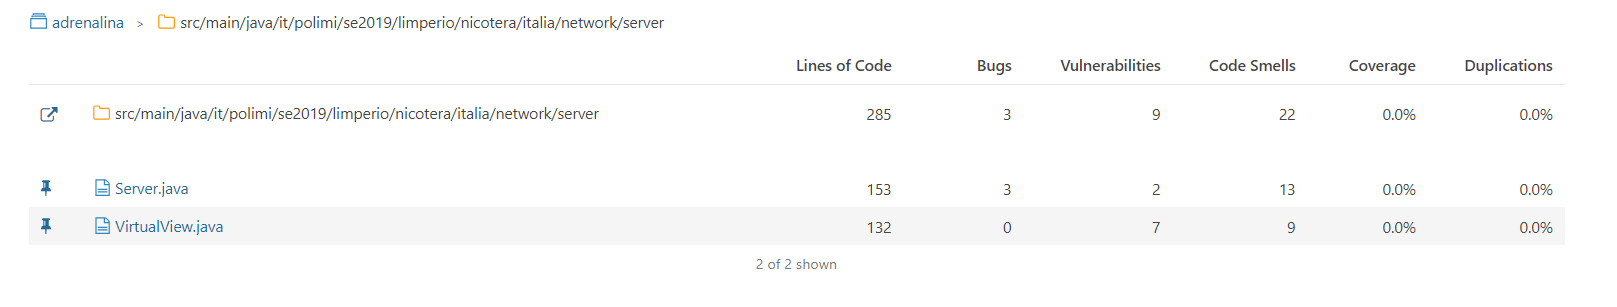 adrenalina > src/main/java/it/polimi/se2019/limperio/nicotera/italia/network/server
Lines of Code Bugs Vulnerabilities Code Smells Coverage Duplications
src/main/java/it/polimi/se2019/limperio/nicotera/italia/network/server 285 3 9 22 0.0% 0.0%
Server.java 153 3 2 13 0.0% 0.0%
VirtualView.java 132 0 7 9 0.0% 0.0%
2 of 2 shown